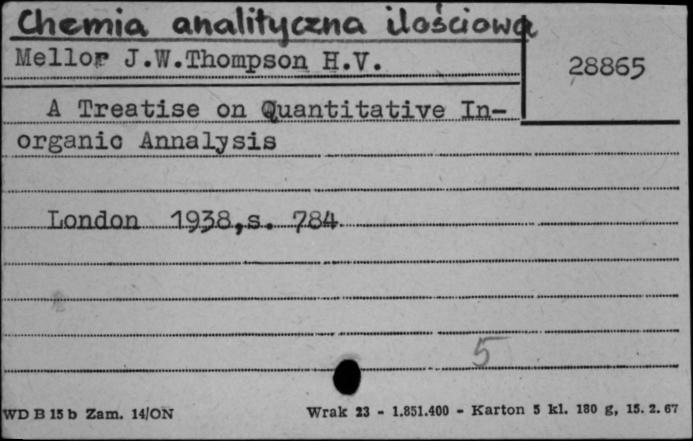 Chemia analityczna ilościowa
Mellor J.W.Thompson H.V.
28865
A Treatise on Quantitative In-
organic Annalysis
London 1938,s. 784
5
WD B 15 b Zam. 14/ON
Wrak 23 - 1.851.400 - Karton 5 kl. 180 g, 15. 2. 67